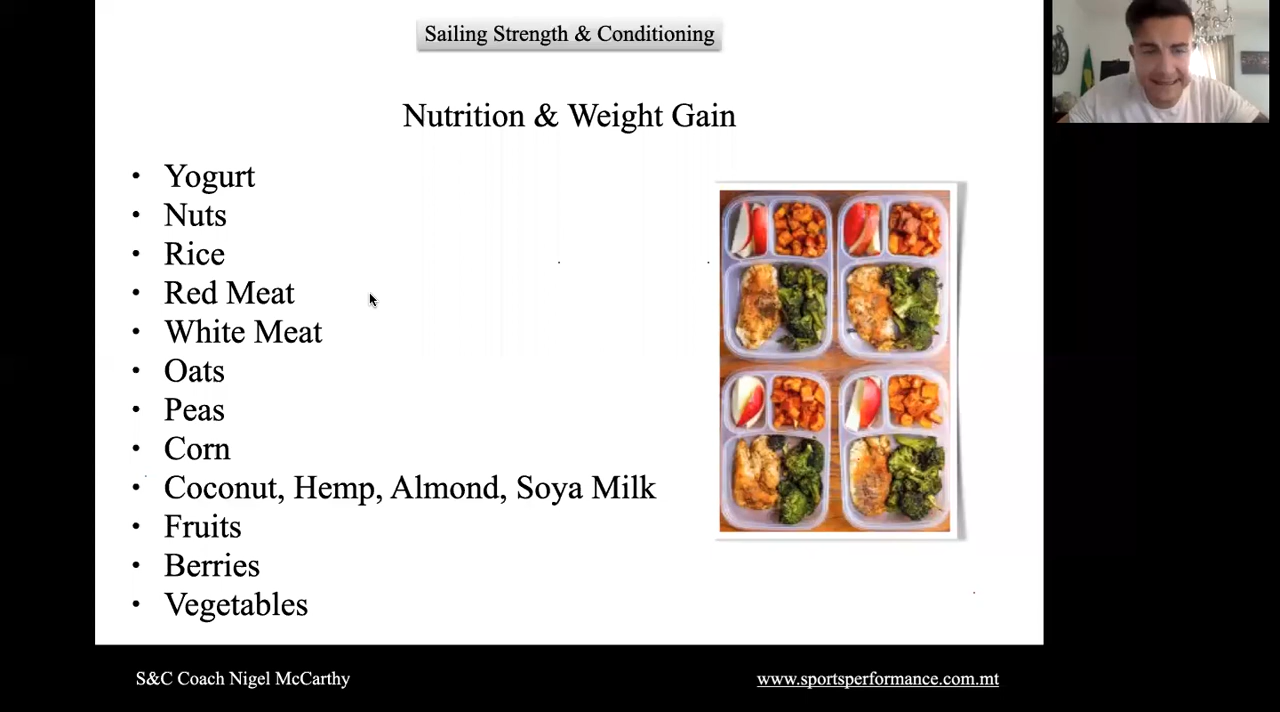 Sailing Strength & Conditioning
Nutrition & Weight Gain
• Yogurt
• Nuts
• Rice
• Red Meat
• White Meat
• Oats
• Peas
• Corn
• Coconut, Hemp, Almond, Soya Milk
• Fruits
• Berries
• Vegetables
S&C Coach Nigel McCarthy
www.sportsperformance.com.mt